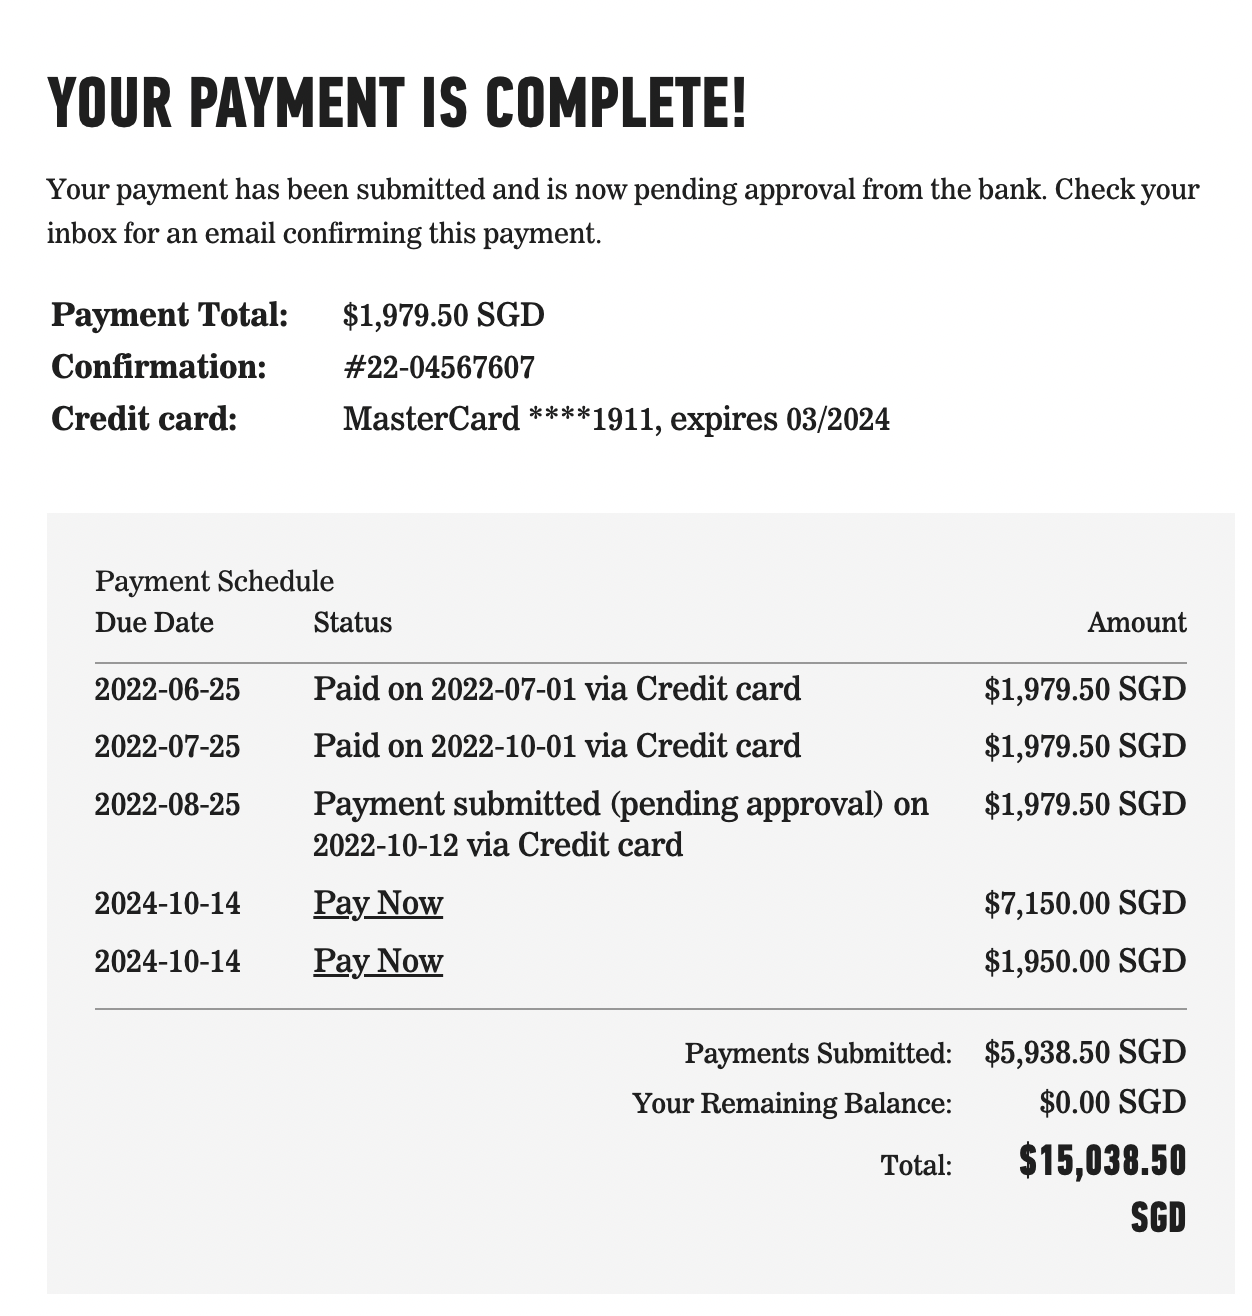 YOUR PAYMENT IS COMPLETE!
Your payment has been submitted and is now pending approval from the bank. Check your
inbox for an email confirming this payment.
Payment Total: $1,979.50 SGD
Confirmation: #22-04567607
Credit card: MasterCard ****1911, expires 03/2024
Payment Schedule
Due Date Status Amount
2022-06-25 Paid on 2022-07-01 via Credit card $1,979.50 SGD
2022-07-25 Paid on 2022-10-01 via Credit card $1,979.50 SGD
2022-08-25 Payment submitted (pending approval) on $1,979.50 SGD
2022-10-12 via Credit card
2024-10-14 Pay Now $7,150.00 SGD
2024-10-14 Pay Now $1,950.00 SGD
Payments Submitted: $5,938.50 SGD
Your Remaining Balance: $0.00 SGD
Total: $15,038.50
SGD